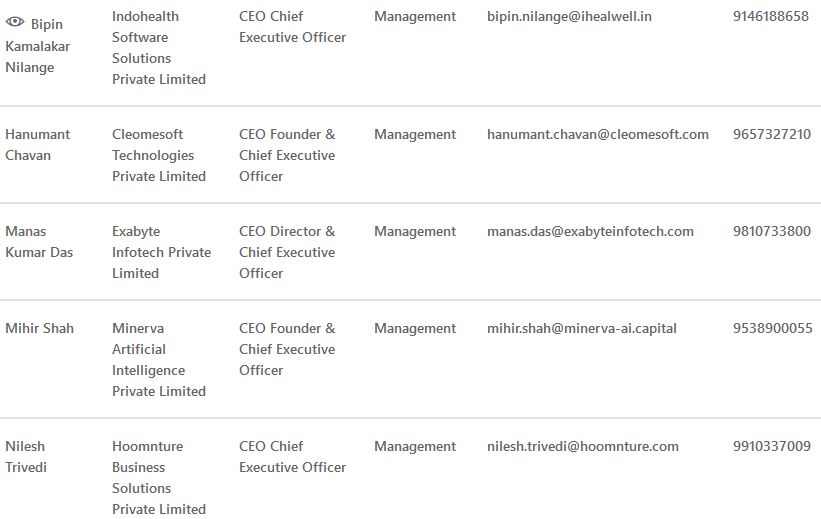 Bipin Kamalakar Nilange Indohealth Software Solutions Private Limited CEO Chief Executive Officer Management bipin.nilange@ihealwell.in 9146188658
Hanumant Chavan Cleomesoft Technologies Private Limited CEO Founder & Chief Executive Officer Management hanumant.chavan@cleomesoft.com 9657327210
Manas Kumar Das Exabyte Infotech Private Limited CEO Director & Chief Executive Officer Management manas.das@exabyteinfotech.com 9810733800
Mihir Shah Minerva Artificial Intelligence Private Limited CEO Founder & Chief Executive Officer Management mihir.shah@minerva-ai.capital 9538900055
Nilesh Trivedi Hoomnture Business Solutions Private Limited CEO Chief Executive Officer Management nilesh.trivedi@hoomnture.com 9910337009